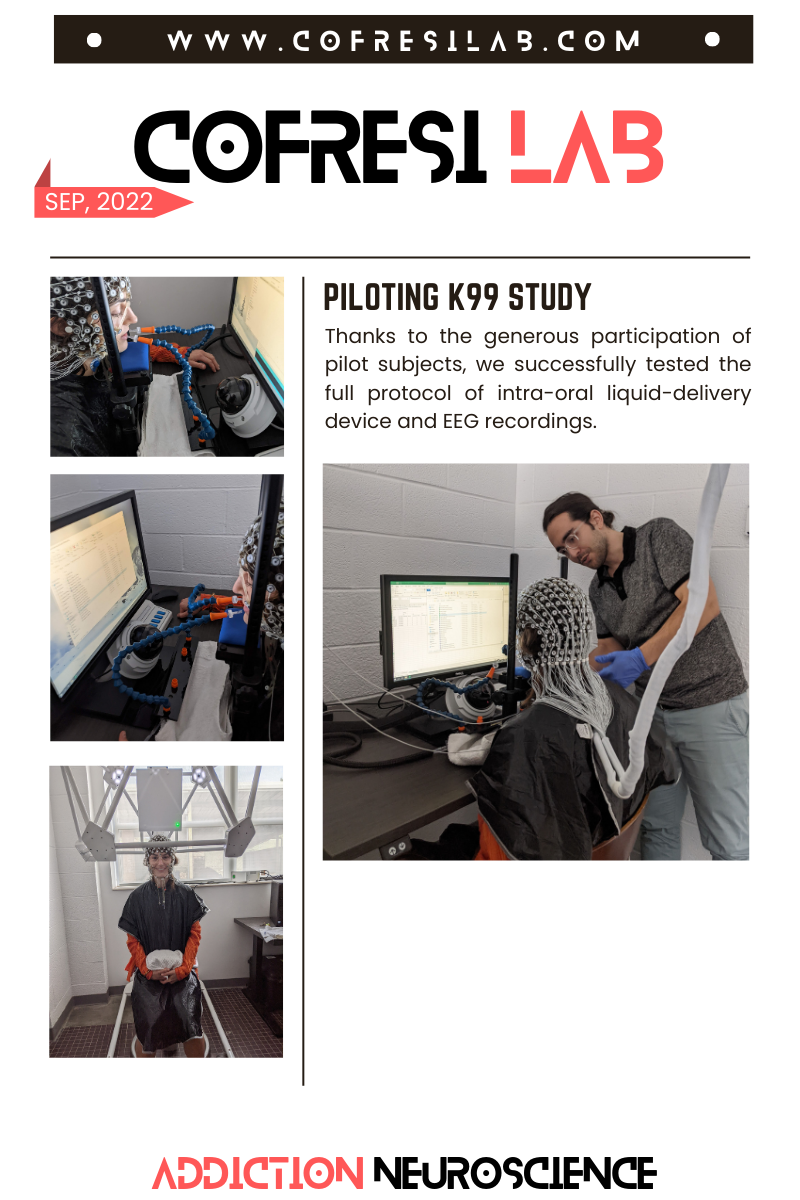 WWW.COFRESILAB.COM
COFRESI LAB
SEP, 2022
PILOTING K99 STUDY
Thanks to the generous participation of
pilot subjects, we successfully tested the
full protocol of intra-oral liquid-delivery
device and EEG recordings.
ADDICTION NEUROSCIENCE